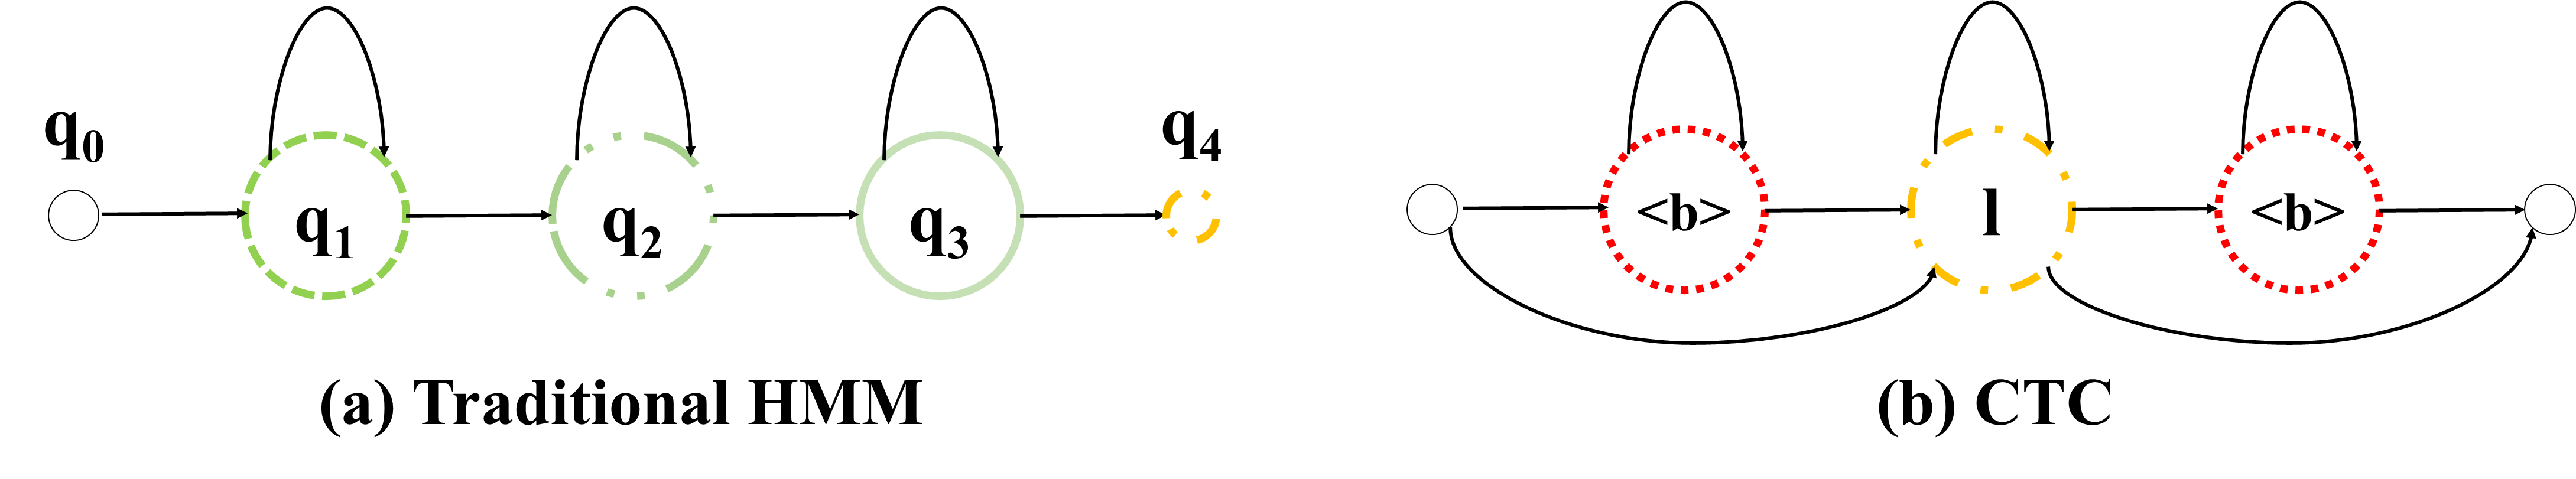 q0
q1
q2
q3
q4
<b>
l
<b>
(a) Traditional HMM
(b) CTC